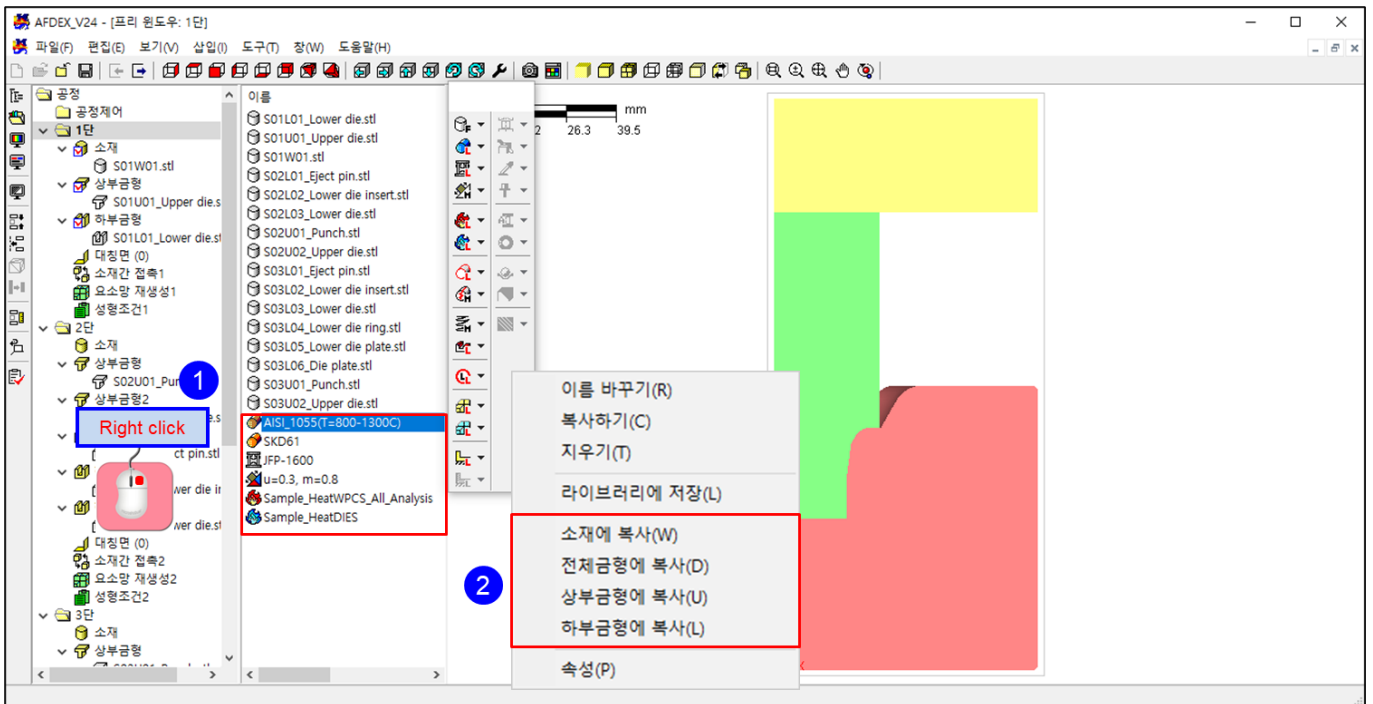 AFDEX_V24 - [프리 윈도우: 1단]
파일(F) 편집(E) 보기(V) 삽입(I) 도구(T) 창(W) 도움말(H)
공정
공정제어
1단
소재
S01W01.stl
상부금형
S01U01_Upper die.s
하부금형
S01L01_Lower die.st
대칭면 (0)
소재간 접촉1
요소망 재생성1
성형조건1
2단
소재
상부금형
S02U01_Pun
상부금형2
e.s
ct pin.stl
wer die in
wer die.st
대칭면 (0)
소재간 접촉2
요소망 재생성2
성형조건2
3단
소재
상부금형
1
Right click
이름
S01L01_Lower die.stl
S01U01_Upper die.stl
S01W01.stl
S02L01_Eject pin.stl
S02L02_Lower die insert.stl
S02L03_Lower die.stl
S02U01_Punch.stl
S02U02_Upper die.stl
S03L01_Eject pin.stl
S03L02_Lower die insert.stl
S03L03_Lower die.stl
S03L04_Lower die ring.stl
S03L05_Lower die plate.stl
S03L06_Die plate.stl
S03U01_Punch.stl
S03U02_Upper die.stl
AISI_1055(T=800-1300C)
SKD61
JFP-1600
u=0.3, m=0.8
Sample_HeatWPCS_All_Analysis
Sample_HeatDIES
mm
2 26.3 39.5
2
이름 바꾸기(R)
복사하기(C)
지우기(T)
라이브러리에 저장(L)
소재에 복사(W)
전체금형에 복사(D)
상부금형에 복사(U)
하부금형에 복사(L)
속성(P)